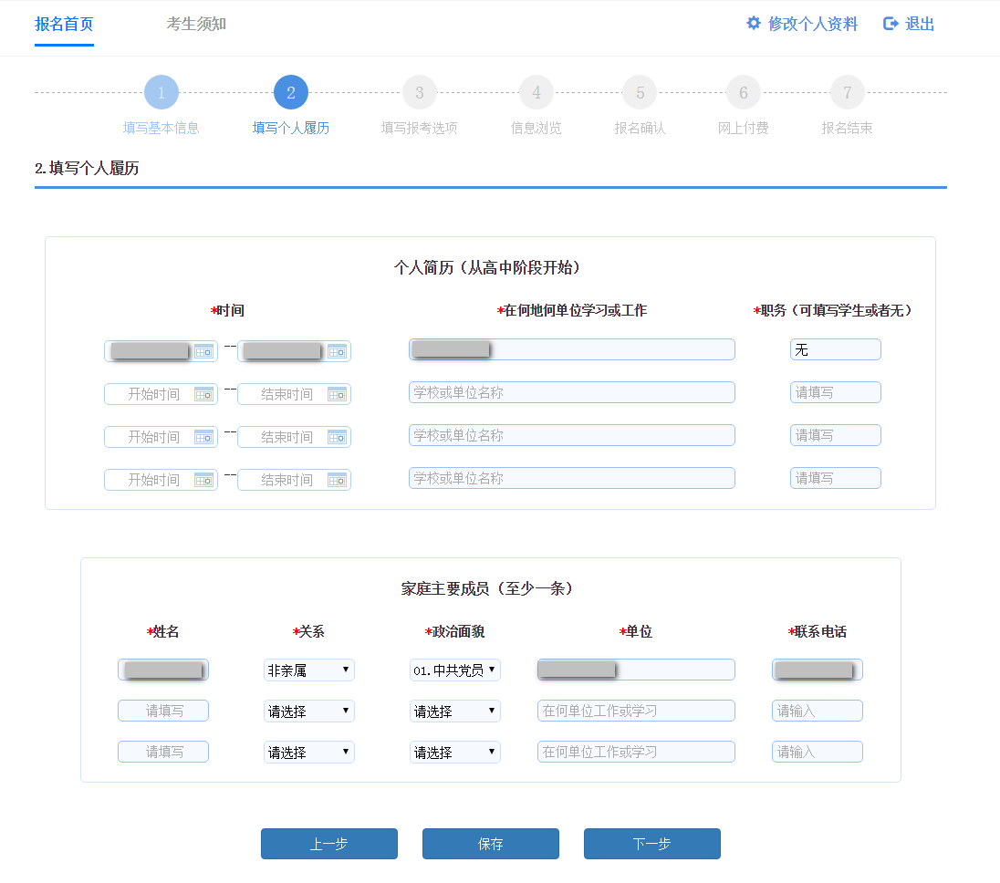 报名首页 考生须知 修改个人资料 退出
1 2 3 4 5 6 7
填写基本信息 填写个人履历 填写报考选项 信息浏览 报名确认 网上付费 报名结束
2.填写个人履历
个人简历（从高中阶段开始）
*时间 *在何地何单位学习或工作 *职务（可填写学生或者无）
-- 无
开始时间 -- 结束时间 学校或单位名称 请填写
开始时间 -- 结束时间 学校或单位名称 请填写
开始时间 -- 结束时间 学校或单位名称 请填写
家庭主要成员（至少一条）
*姓名 *关系 *政治面貌 *单位 *联系电话
非亲属 01.中共党员
请填写 请选择 请选择 在何单位工作或学习 请输入
请填写 请选择 请选择 在何单位工作或学习 请输入
上一步 保存 下一步